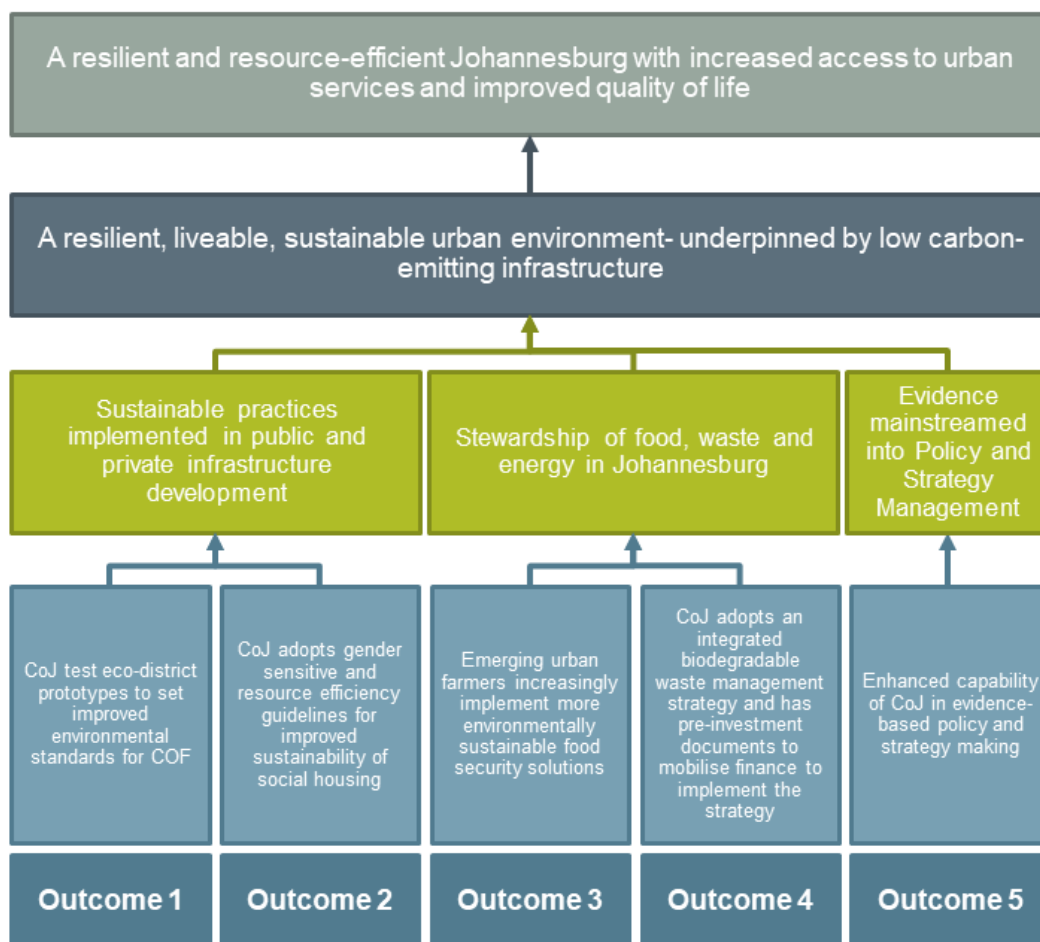 A resilient and resource-efficient Johannesburg with increased access to urban
services and improved quality of life
A resilient, liveable, sustainable urban environment- underpinned by low carbon-
emitting infrastructure
Sustainable practices
implemented in public and
private infrastructure
development
Stewardship of food, waste and
energy in Johannesburg
Evidence
mainstreamed
into Policy and
Strategy
Management
CoJ test eco-district
prototypes to set
improved
environmental
standards for COF
CoJ adopts gender
sensitive and
resource efficiency
guidelines for
improved
sustainability of
social housing
Emerging urban
farmers increasingly
implement more
environmentally
sustainable food
security solutions
CoJ adopts an
integrated
biodegradable
waste management
strategy and has
pre-investment
documents to
mobilise finance to
implement the
strategy
Enhanced capability
of CoJ in evidence-
based policy and
strategy making
Outcome 1
Outcome 2
Outcome 3
Outcome 4
Outcome 5